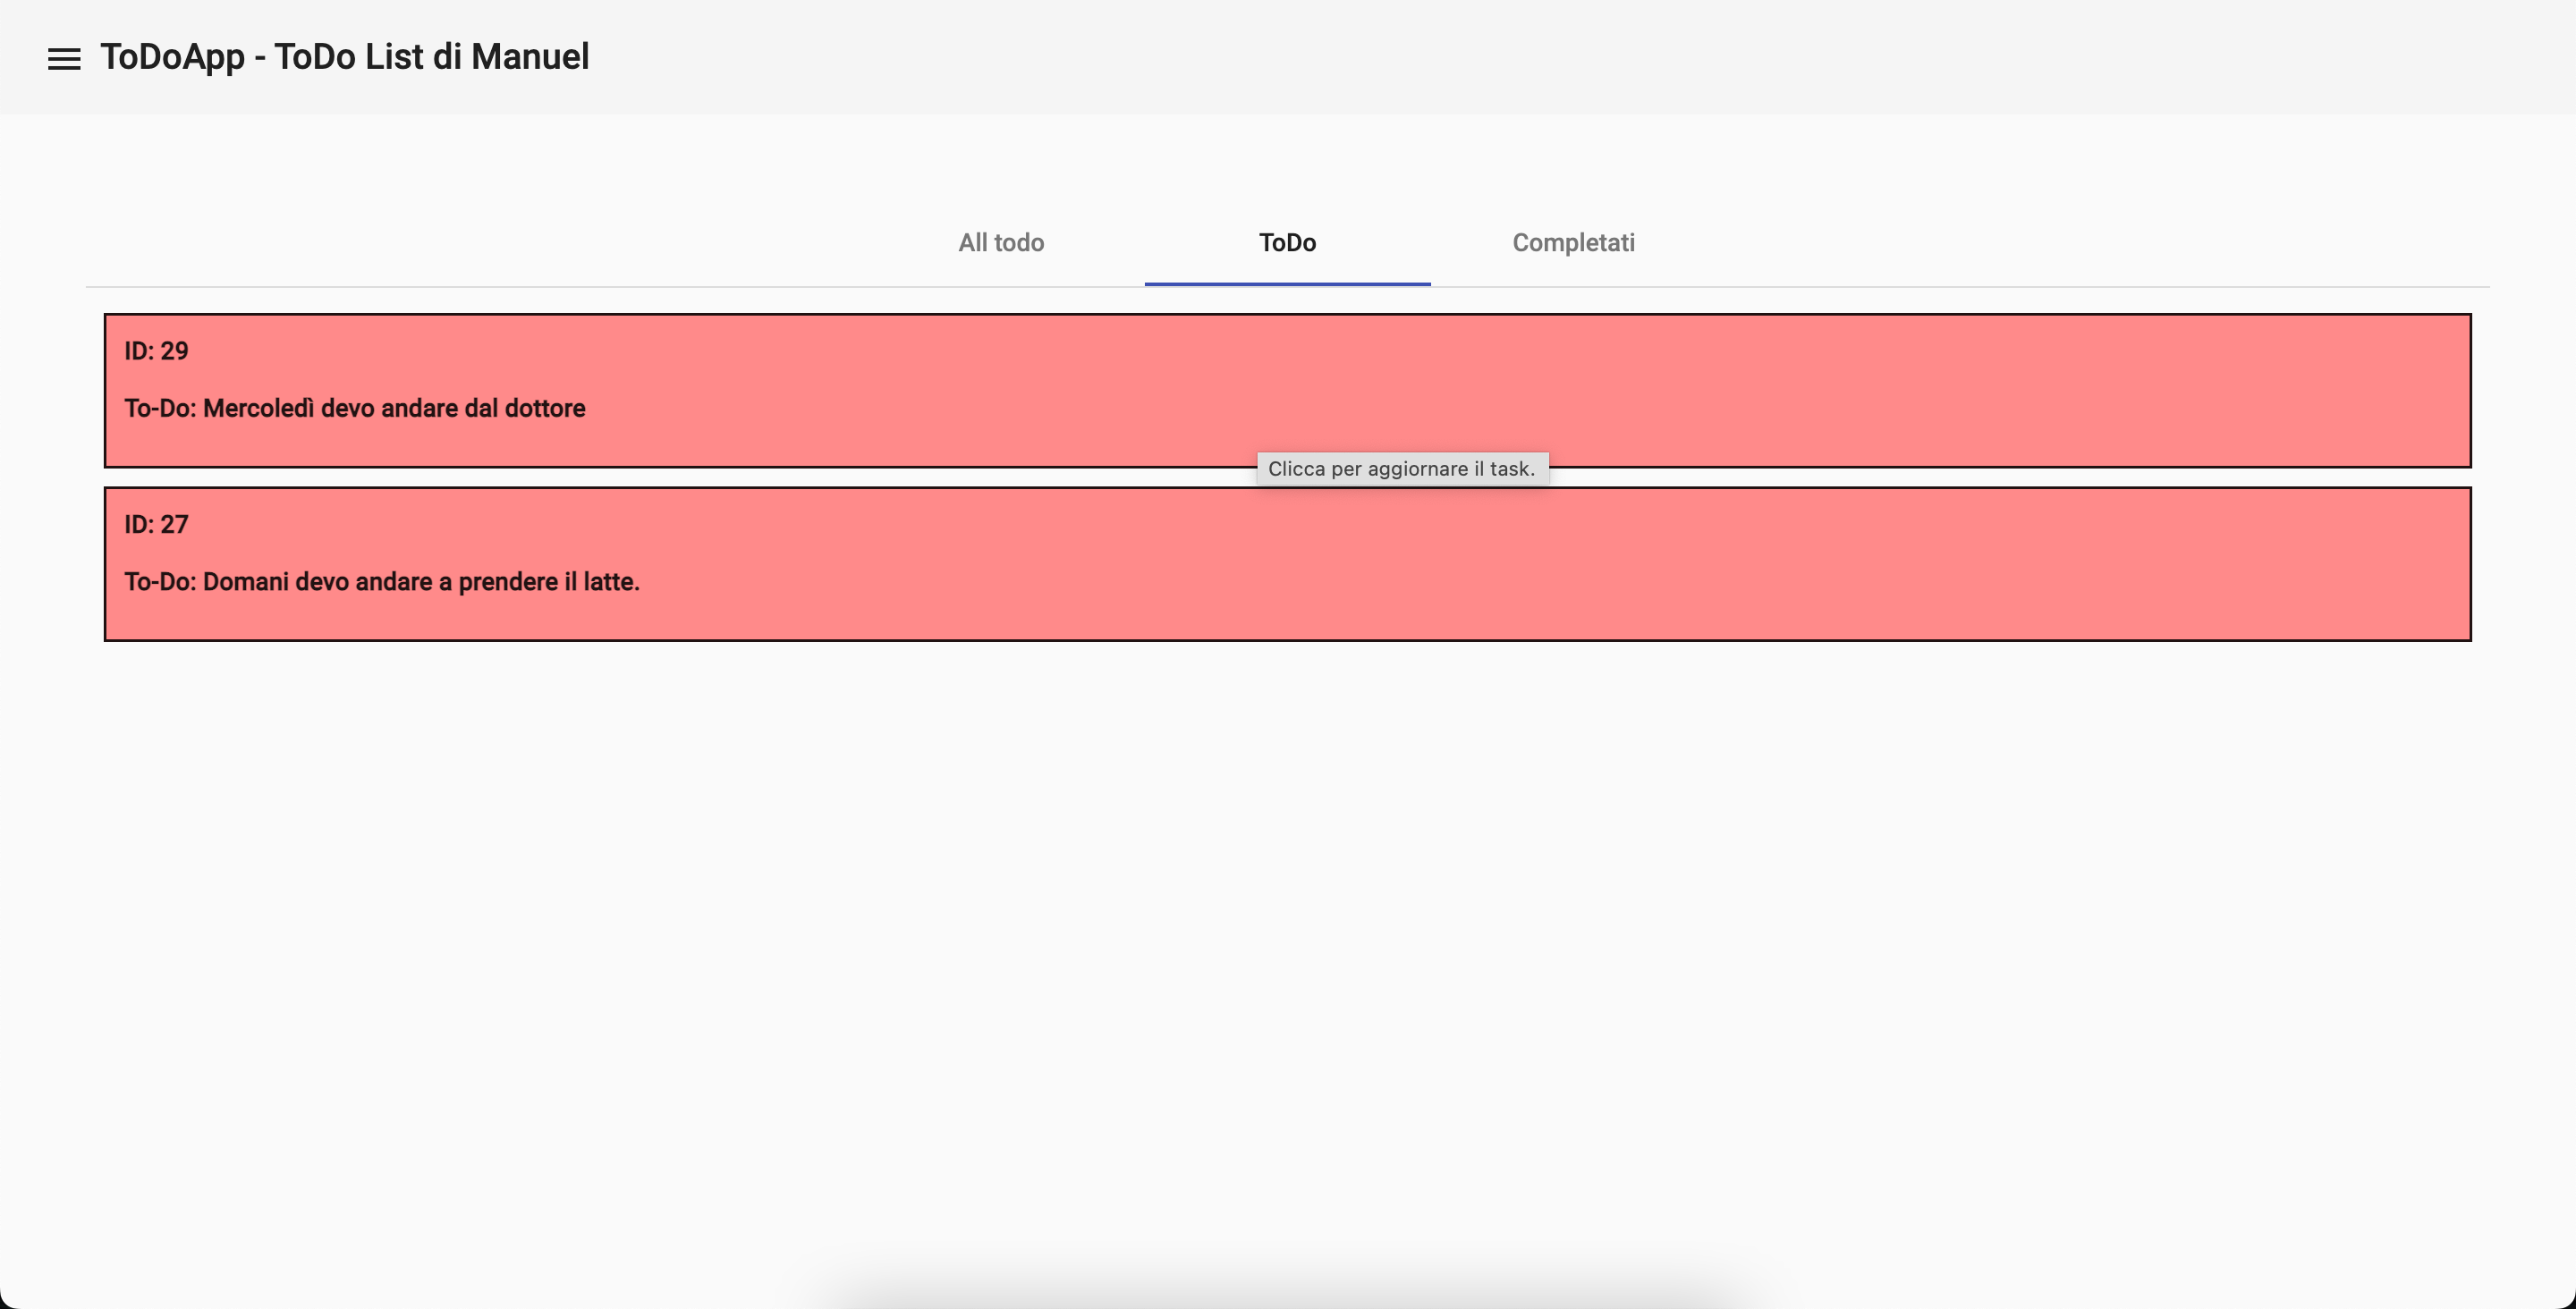 ToDoApp - ToDo List di Manuel
All todo
ToDo
Completati
ID: 29
To-Do: Mercoledì devo andare dal dottore
Clicca per aggiornare il task.
ID: 27
To-Do: Domani devo andare a prendere il latte.